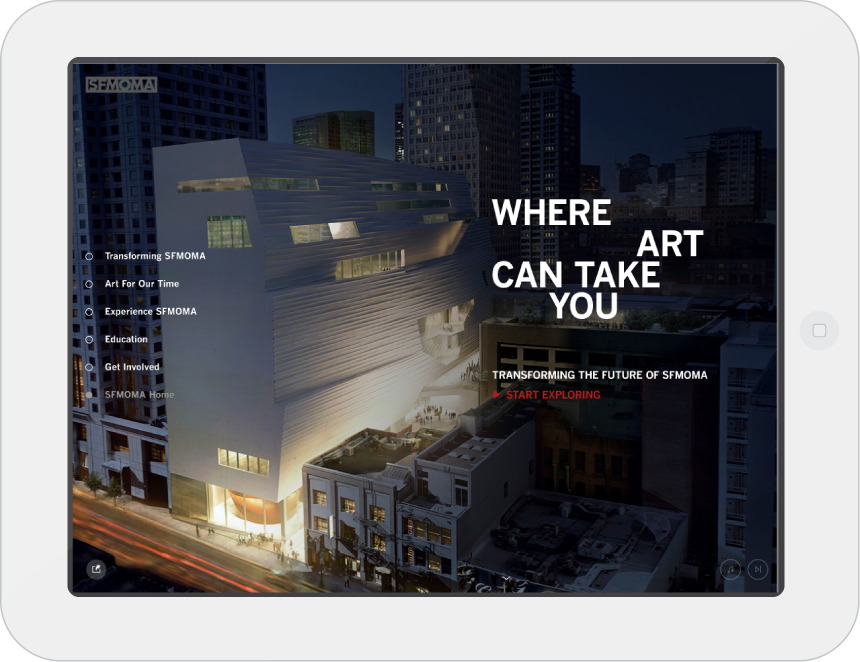 SFMOMA
WHERE
ART
CAN TAKE
YOU
Transforming SFMOMA
Art For Our Time
Experience SFMOMA
Education
Get Involved
SFMOMA Home
TRANSFORMING THE FUTURE OF SFMOMA
START EXPLORING